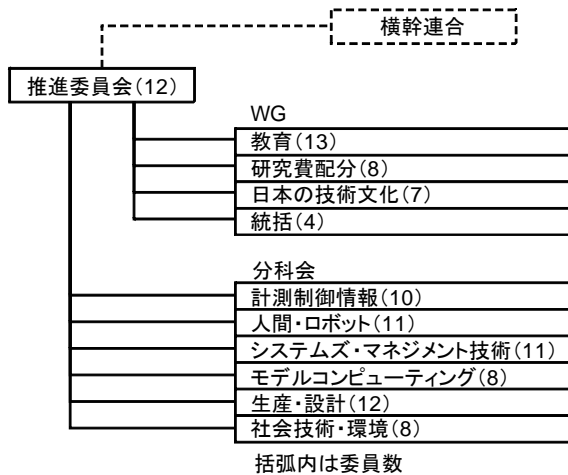 横幹連合
推進委員会(12)
WG
教育(13)
研究費配分(8)
日本の技術文化(7)
統括(4)
分科会
計測制御情報(10)
人間・ロボット(11)
システムズ・マネジメント技術(11)
モデルコンピューティング(8)
生産・設計(12)
社会技術・環境(8)
括弧内は委員数